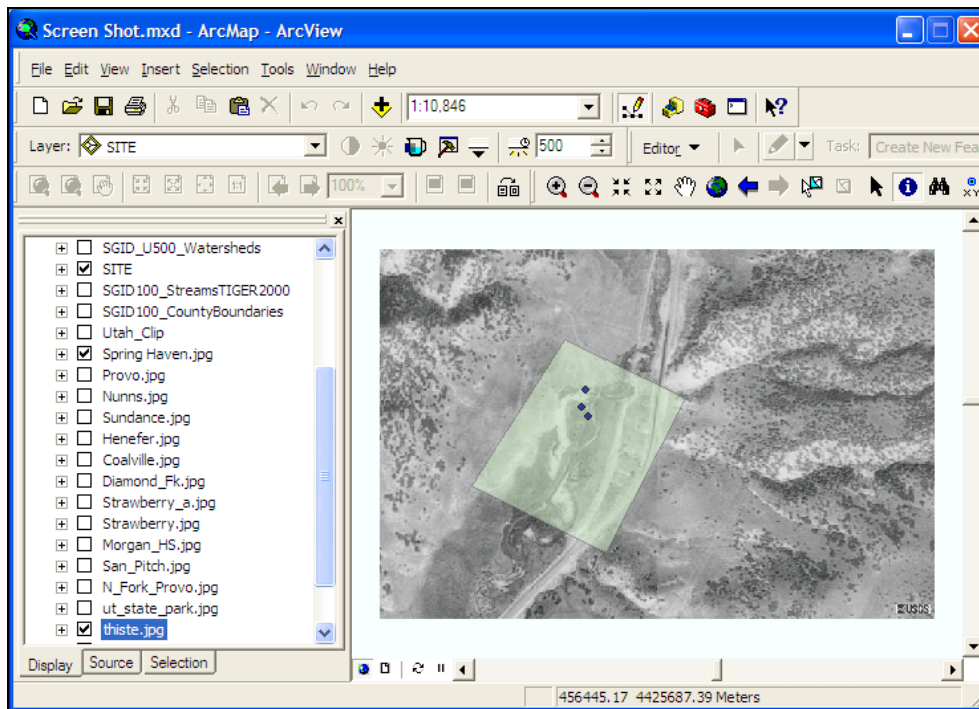 Screen Shot.mxd - ArcMap - ArcView
File Edit View Insert Selection Tools Window Help
1:10,846
Layer: SITE 500 Editor Task: Create New Fea
1:1 100% XY
SGID_U500_Watersheds
SITE
SGID100_StreamsTIGER2000
SGID100_CountyBoundaries
Utah_Clip
Spring Haven.jpg
Provo.jpg
Nunns.jpg
Sundance.jpg
Henefer.jpg
Coalville.jpg
Diamond_Fk.jpg
Strawberry_a.jpg
Strawberry.jpg
Morgan_HS.jpg
San_Pitch.jpg
N_Fork_Provo.jpg
ut_state_park.jpg
thiste.jpg
USGS
Display Source Selection
456445.17 4425687.39 Meters